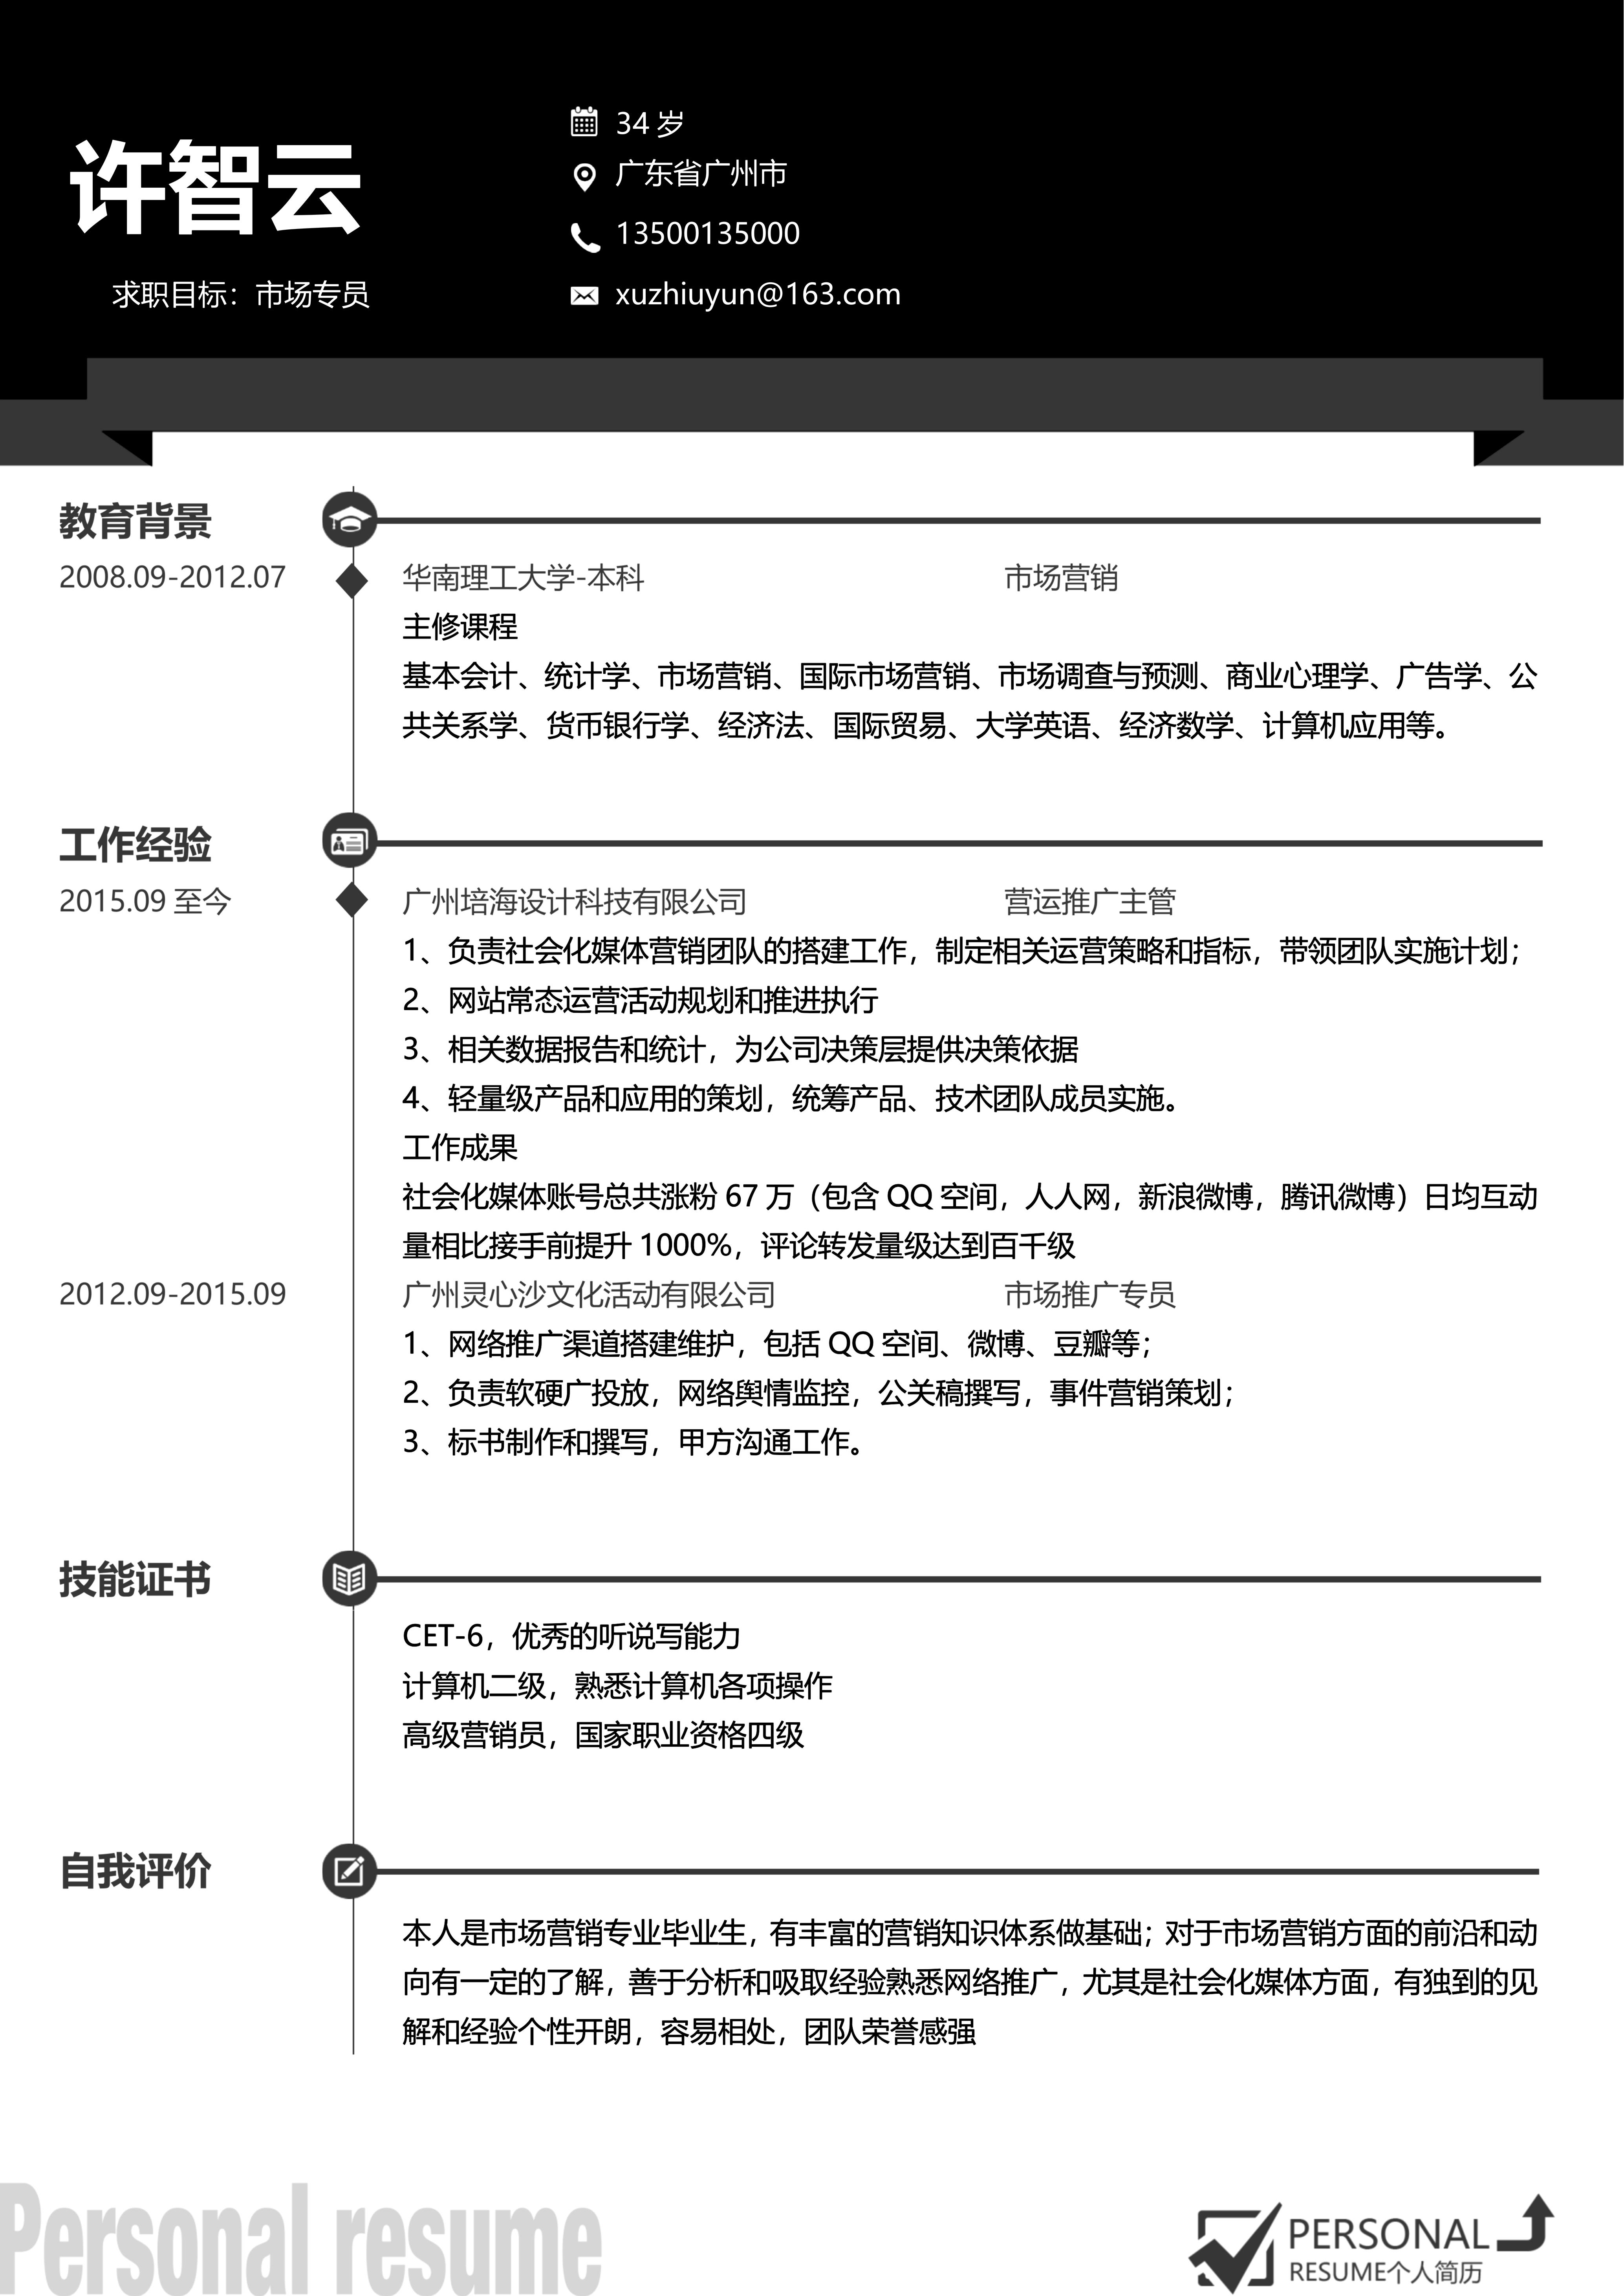 许智云
求职目标：市场专员
34 岁
广东省广州市
13500135000
xuzhiuyun@163.com
教育背景
2008.09-2012.07 华南理工大学-本科 市场营销
主修课程
基本会计、统计学、市场营销、国际市场营销、市场调查与预测、商业心理学、广告学、公
共关系学、货币银行学、经济法、国际贸易、大学英语、经济数学、计算机应用等。
工作经验
2015.09 至今 广州培海设计科技有限公司 营运推广主管
1、负责社会化媒体营销团队的搭建工作，制定相关运营策略和指标，带领团队实施计划；
2、网站常态运营活动规划和推进执行
3、相关数据报告和统计，为公司决策层提供决策依据
4、轻量级产品和应用的策划，统筹产品、技术团队成员实施。
工作成果
社会化媒体账号总共涨粉 67 万（包含 QQ 空间，人人网，新浪微博，腾讯微博）日均互动
量相比接手前提升 1000%，评论转发量级达到百千级
2012.09-2015.09 广州灵心沙文化活动有限公司 市场推广专员
1、网络推广渠道搭建维护，包括 QQ 空间、微博、豆瓣等；
2、负责软硬广投放，网络舆情监控，公关稿撰写，事件营销策划；
3、标书制作和撰写，甲方沟通工作。
技能证书
CET-6，优秀的听说写能力
计算机二级，熟悉计算机各项操作
高级营销员，国家职业资格四级
自我评价
本人是市场营销专业毕业生，有丰富的营销知识体系做基础；对于市场营销方面的前沿和动
向有一定的了解，善于分析和吸取经验熟悉网络推广，尤其是社会化媒体方面，有独到的见
解和经验个性开朗，容易相处，团队荣誉感强
Personal resume
PERSONAL
RESUME个人简历